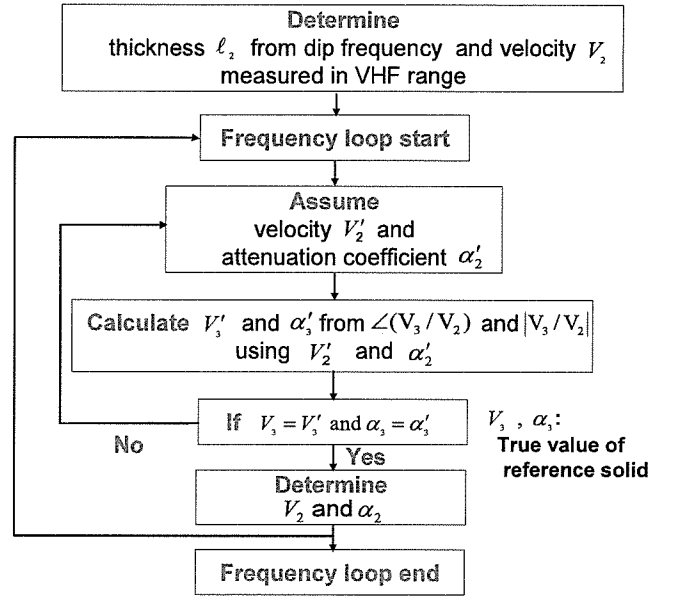 Determine
thickness ℓ₂ from dip frequency and velocity V₂
measured in VHF range
Frequency loop start
Assume
velocity V₂′ and
attenuation coefficient α₂′
Calculate V₃′ and α₃′ from ∠(V₃/V₂) and |V₃/V₂|
using V₂′ and α₂′
If V₃ = V₃′ and α₃ = α₃′
V₃ , α₃:
True value of
reference solid
No
Yes
Determine
V₂ and α₂
Frequency loop end